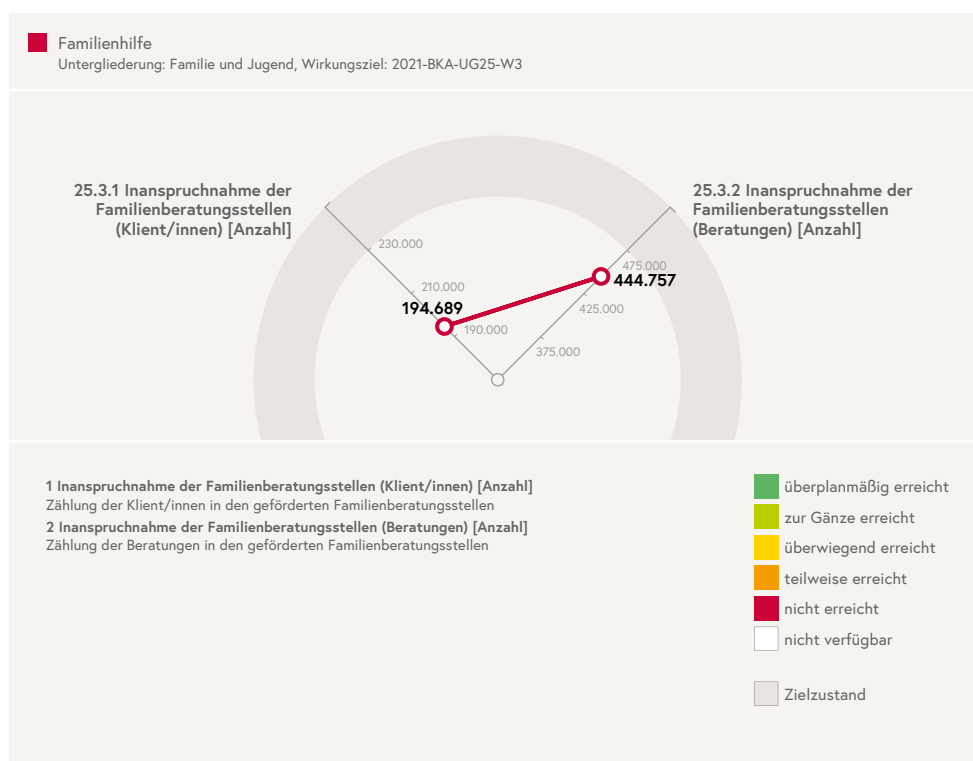 Familienhilfe
Untergliederung: Familie und Jugend, Wirkungsziel: 2021-BKA-UG25-W3
25.3.1 Inanspruchnahme der
Familienberatungsstellen
(Klient/innen) [Anzahl]
25.3.2 Inanspruchnahme der
Familienberatungsstellen
(Beratungen) [Anzahl]
230.000
210.000
194.689
190.000
475.000
444.757
425.000
375.000
1 Inanspruchnahme der Familienberatungsstellen (Klient/innen) [Anzahl]
Zählung der Klient/innen in den geförderten Familienberatungsstellen
2 Inanspruchnahme der Familienberatungsstellen (Beratungen) [Anzahl]
Zählung der Beratungen in den geförderten Familienberatungsstellen
überplanmäßig erreicht
zur Gänze erreicht
überwiegend erreicht
teilweise erreicht
nicht erreicht
nicht verfügbar
Zielzustand